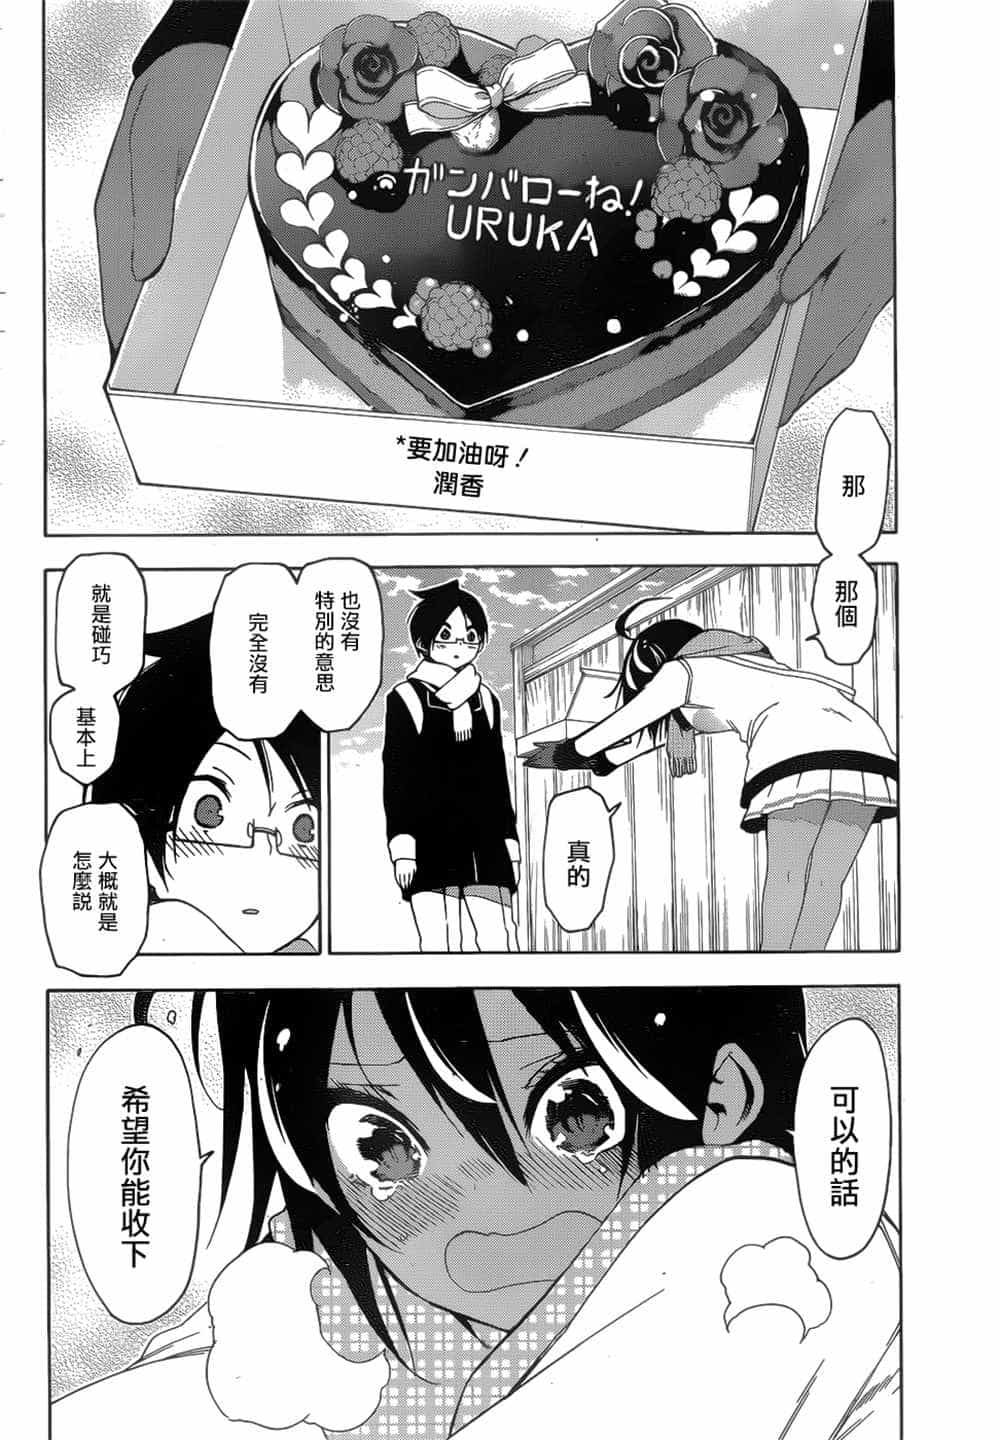 ガンバローね!
URUKA
*要加油呀!
潤香
那
那個
真的
也沒有
特別的意思
完全沒有
就是碰巧
基本上
大概就是
怎麼説
可以的話
希望你能收下